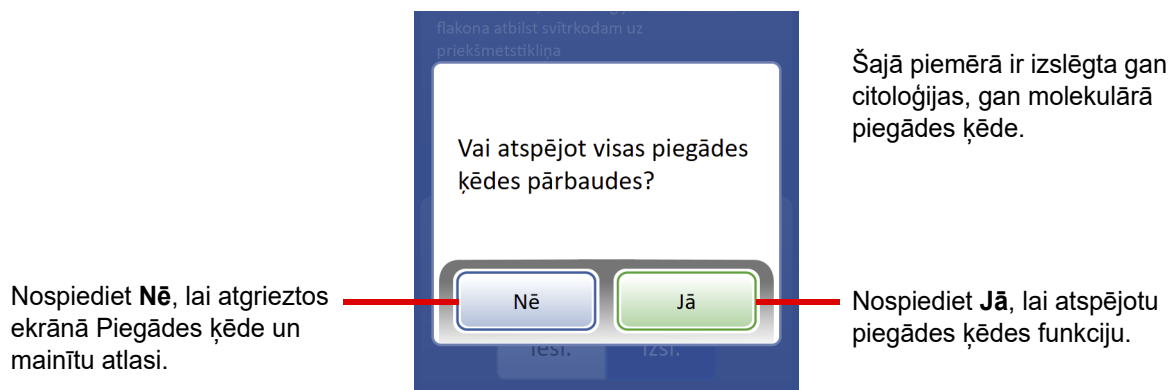 flakona atbilst svītrkodam uz
priekšmetstikliņa
Šajā piemērā ir izslēgta gan
citoloģijas, gan molekulārā
piegādes ķēde.
Vai atspējot visas piegādes
ķēdes pārbaudes?
Nē
Jā
Nospiediet Nē, lai atgrieztos
ekrānā Piegādes ķēde un
mainītu atlasi.
Nospiediet Jā, lai atspējotu
piegādes ķēdes funkciju.
Iesl.
Izsl.